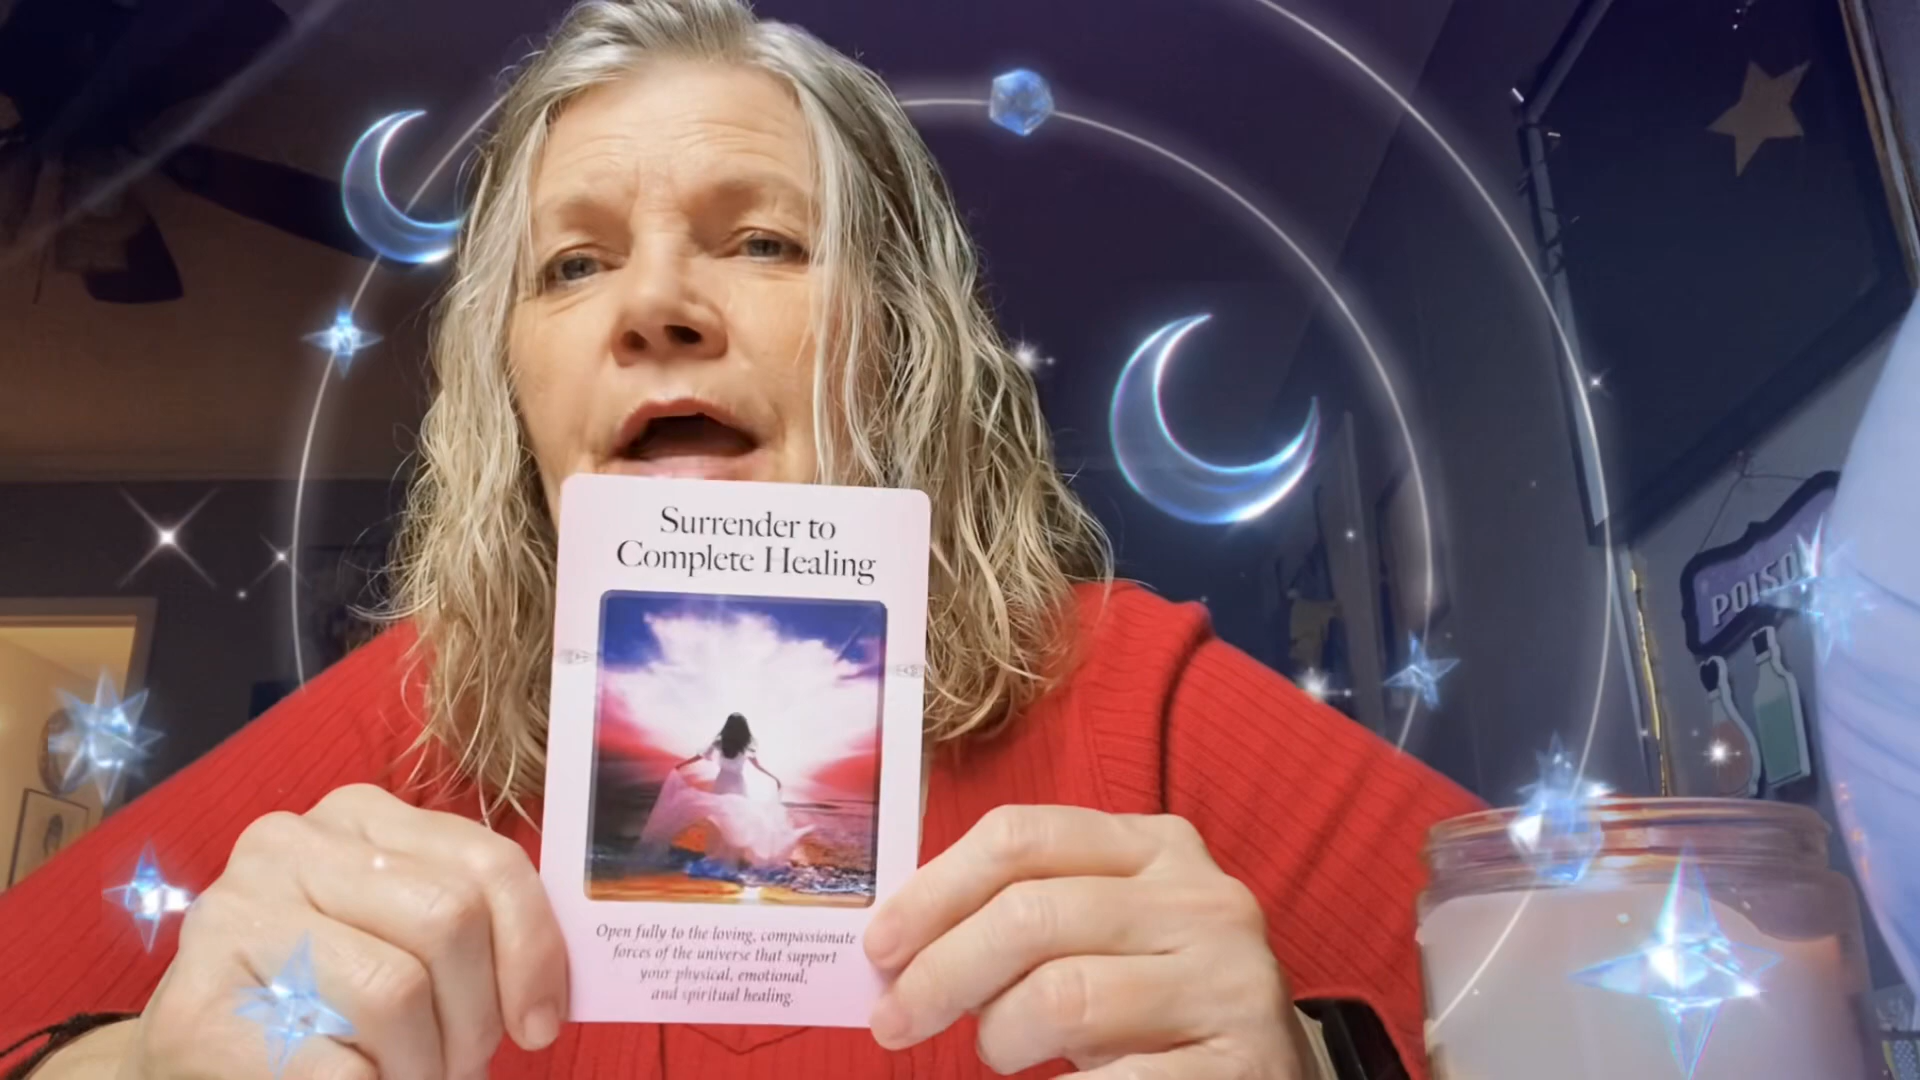 Surrender to
Complete Healing
Open fully to the loving, compassionate
forces of the universe that support
your physical, emotional,
and spiritual healing.
POISON